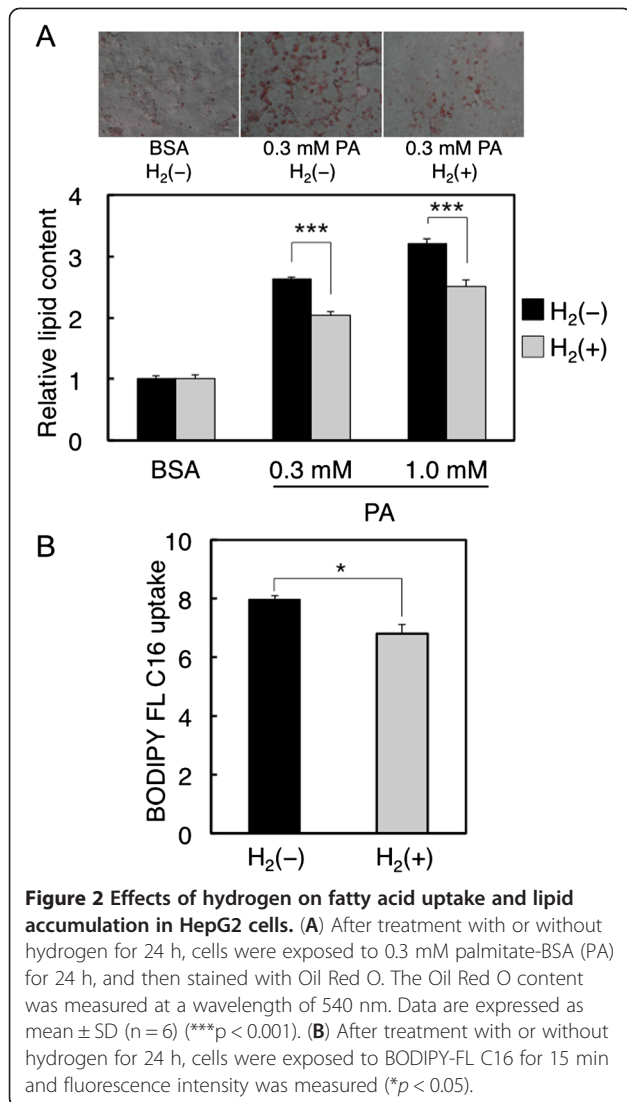 A
BSA 0.3 mM PA 0.3 mM PA
H₂(−) H₂(−) H₂(+)
4
3
2
1
0
Relative lipid content
*** ***
H₂(−)
H₂(+)
BSA 0.3 mM 1.0 mM
PA
B
10
8
6
4
2
0
BODIPY FL C16 uptake
*
H₂(−) H₂(+)
Figure 2 Effects of hydrogen on fatty acid uptake and lipid
accumulation in HepG2 cells. (A) After treatment with or without
hydrogen for 24 h, cells were exposed to 0.3 mM palmitate-BSA (PA)
for 24 h, and then stained with Oil Red O. The Oil Red O content
was measured at a wavelength of 540 nm. Data are expressed as
mean ± SD (n = 6) (***p < 0.001). (B) After treatment with or without
hydrogen for 24 h, cells were exposed to BODIPY-FL C16 for 15 min
and fluorescence intensity was measured (*p < 0.05).